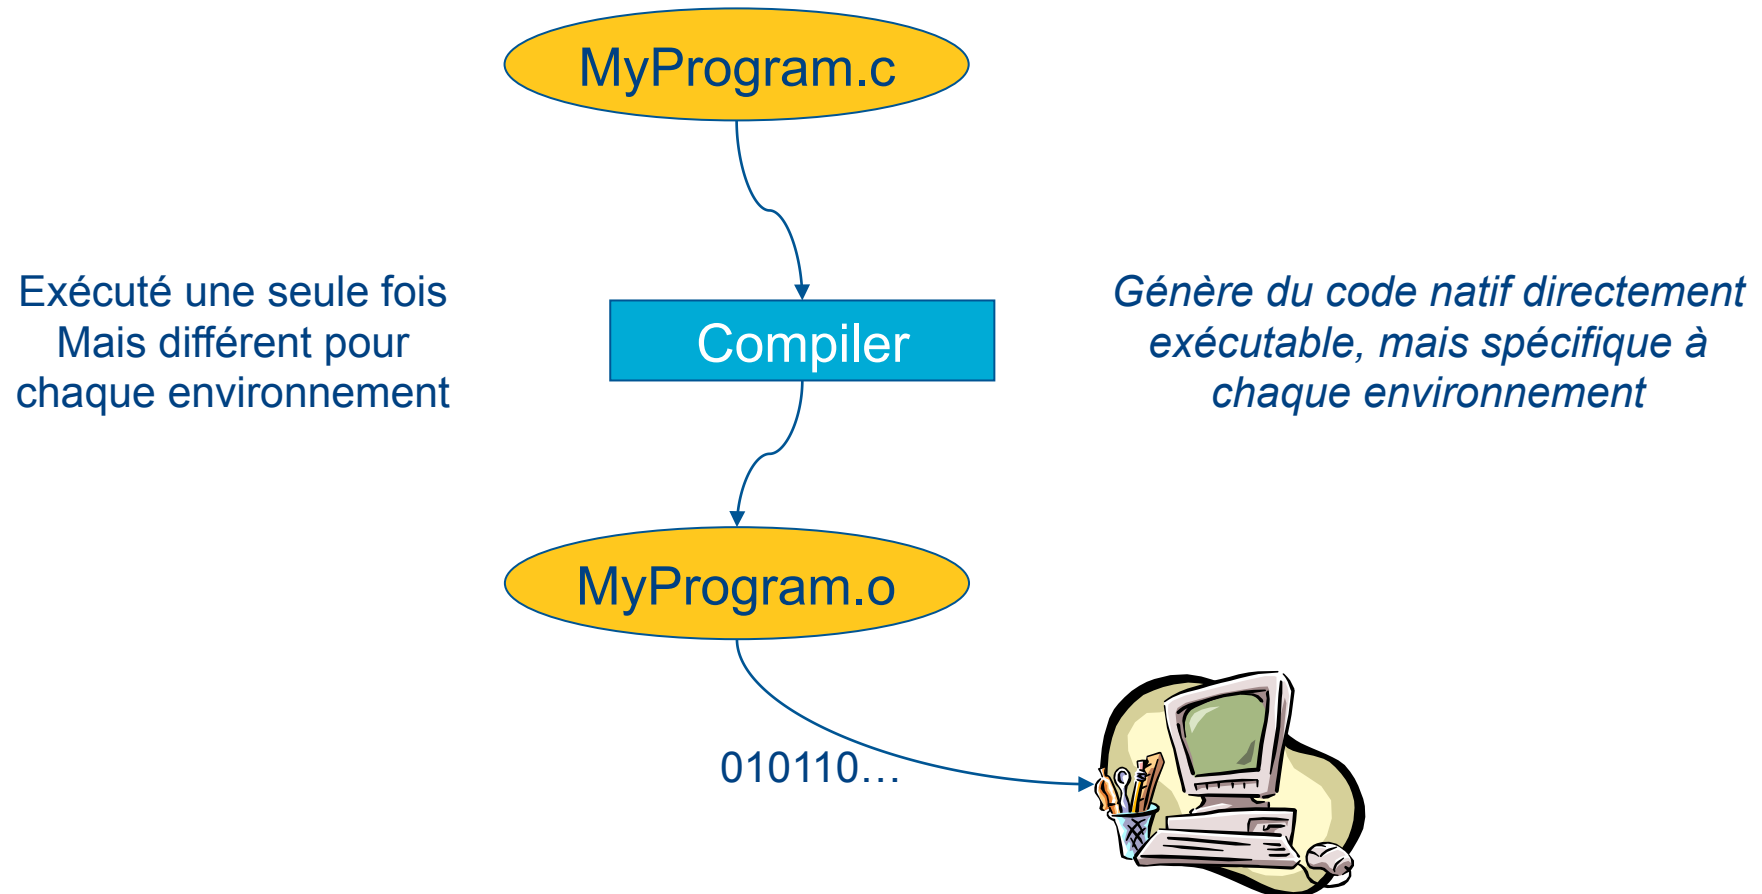 MyProgram.c
Exécuté une seule fois
Mais différent pour
chaque environnement
Compiler
Génère du code natif directement
exécutable, mais spécifique à
chaque environnement
MyProgram.o
010110…